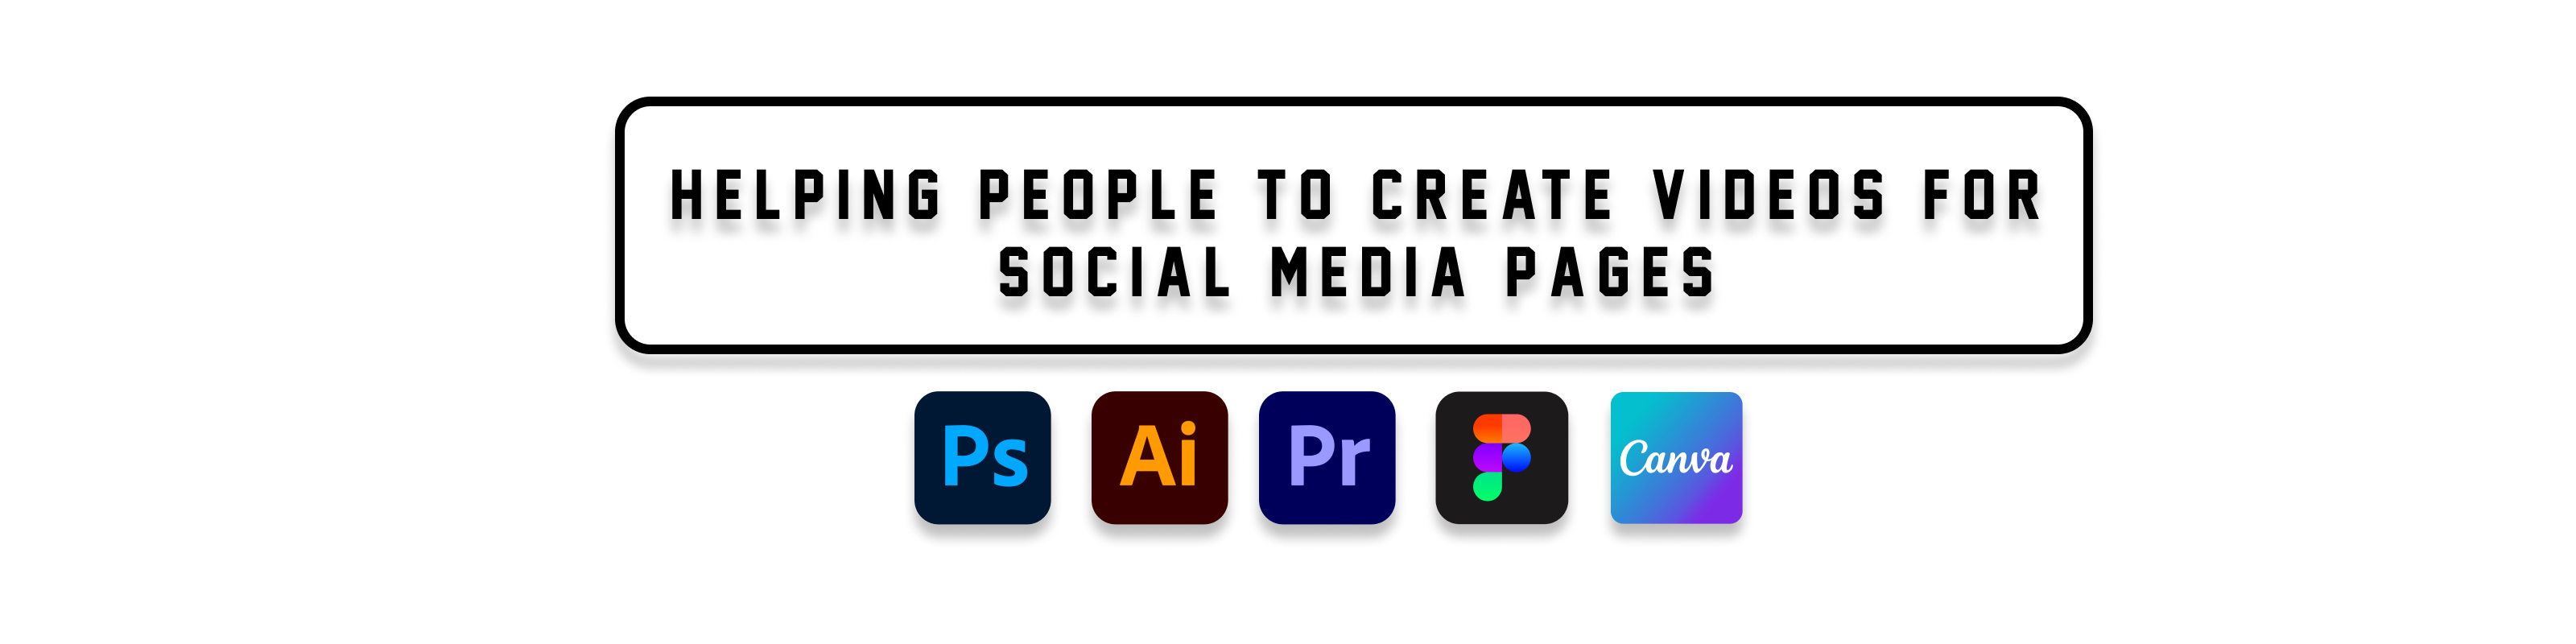 HELPING PEOPLE TO CREATE VIDEOS FOR
SOCIAL MEDIA PAGES
Ps Ai Pr Canva